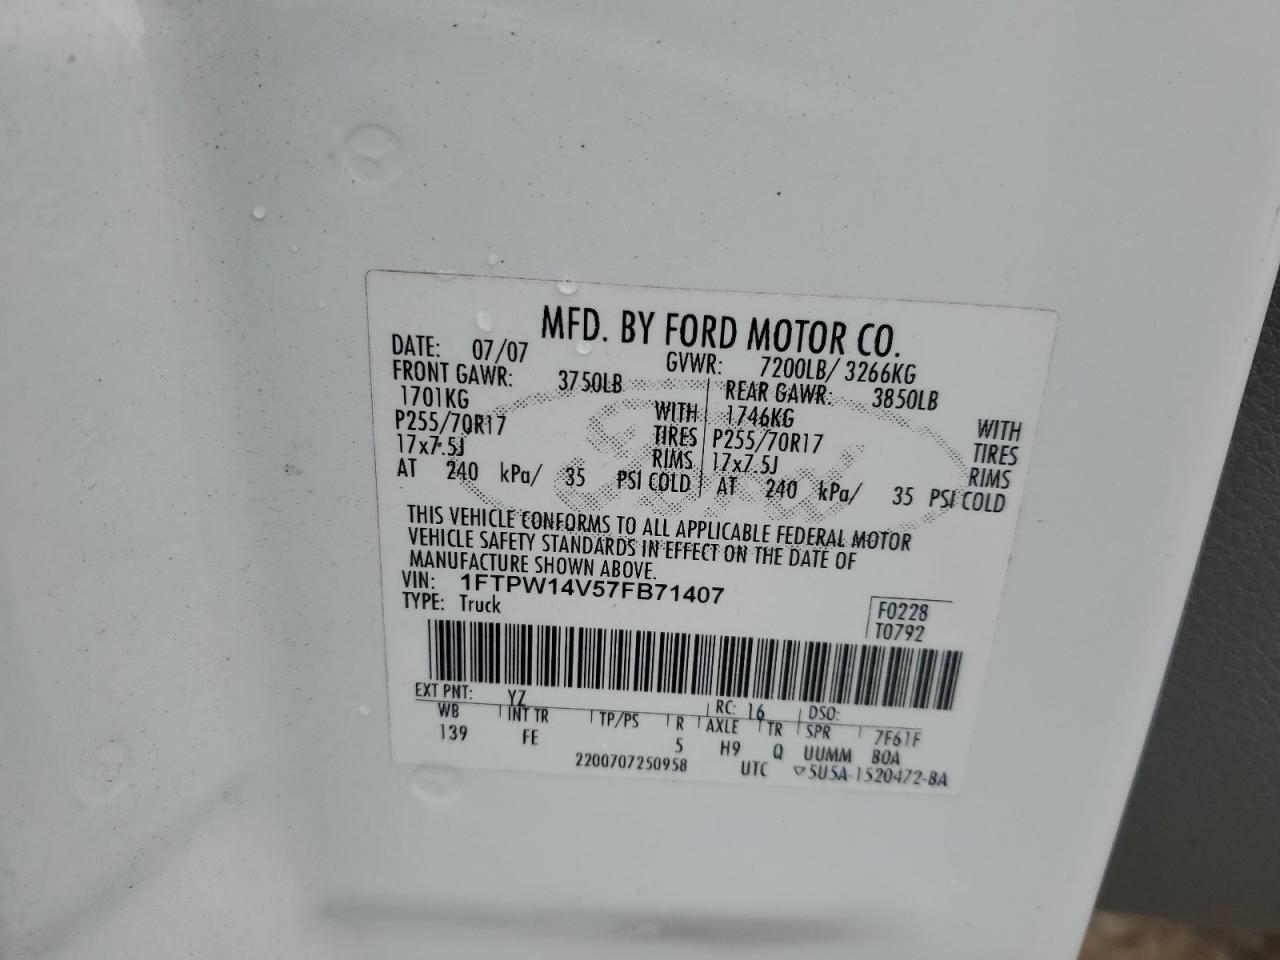 MFD. BY FORD MOTOR CO.
DATE: 07/07 GVWR: 7200LB/ 3266KG
FRONT GAWR: 3750LB REAR GAWR: 3850LB
1701KG WITH 1746KG WITH
P255/70R17 TIRES P255/70R17 TIRES
17x7.5J RIMS 17x7.5J RIMS
AT 240 kPa/ 35 PSI COLD AT 240 kPa/ 35 PSI COLD
Ford
THIS VEHICLE CONFORMS TO ALL APPLICABLE FEDERAL MOTOR
VEHICLE SAFETY STANDARDS IN EFFECT ON THE DATE OF
MANUFACTURE SHOWN ABOVE.
VIN: 1FTPW14V57FB71407
TYPE: Truck
F0228
T0792
EXT PNT: YZ RC: 16 DSO:
WB INT TR TP/PS R AXLE TR SPR 7F61F
139 FE 5 H9 Q UUMM BOA
2200707250958 UTC ▽5U5A-1520472-BA